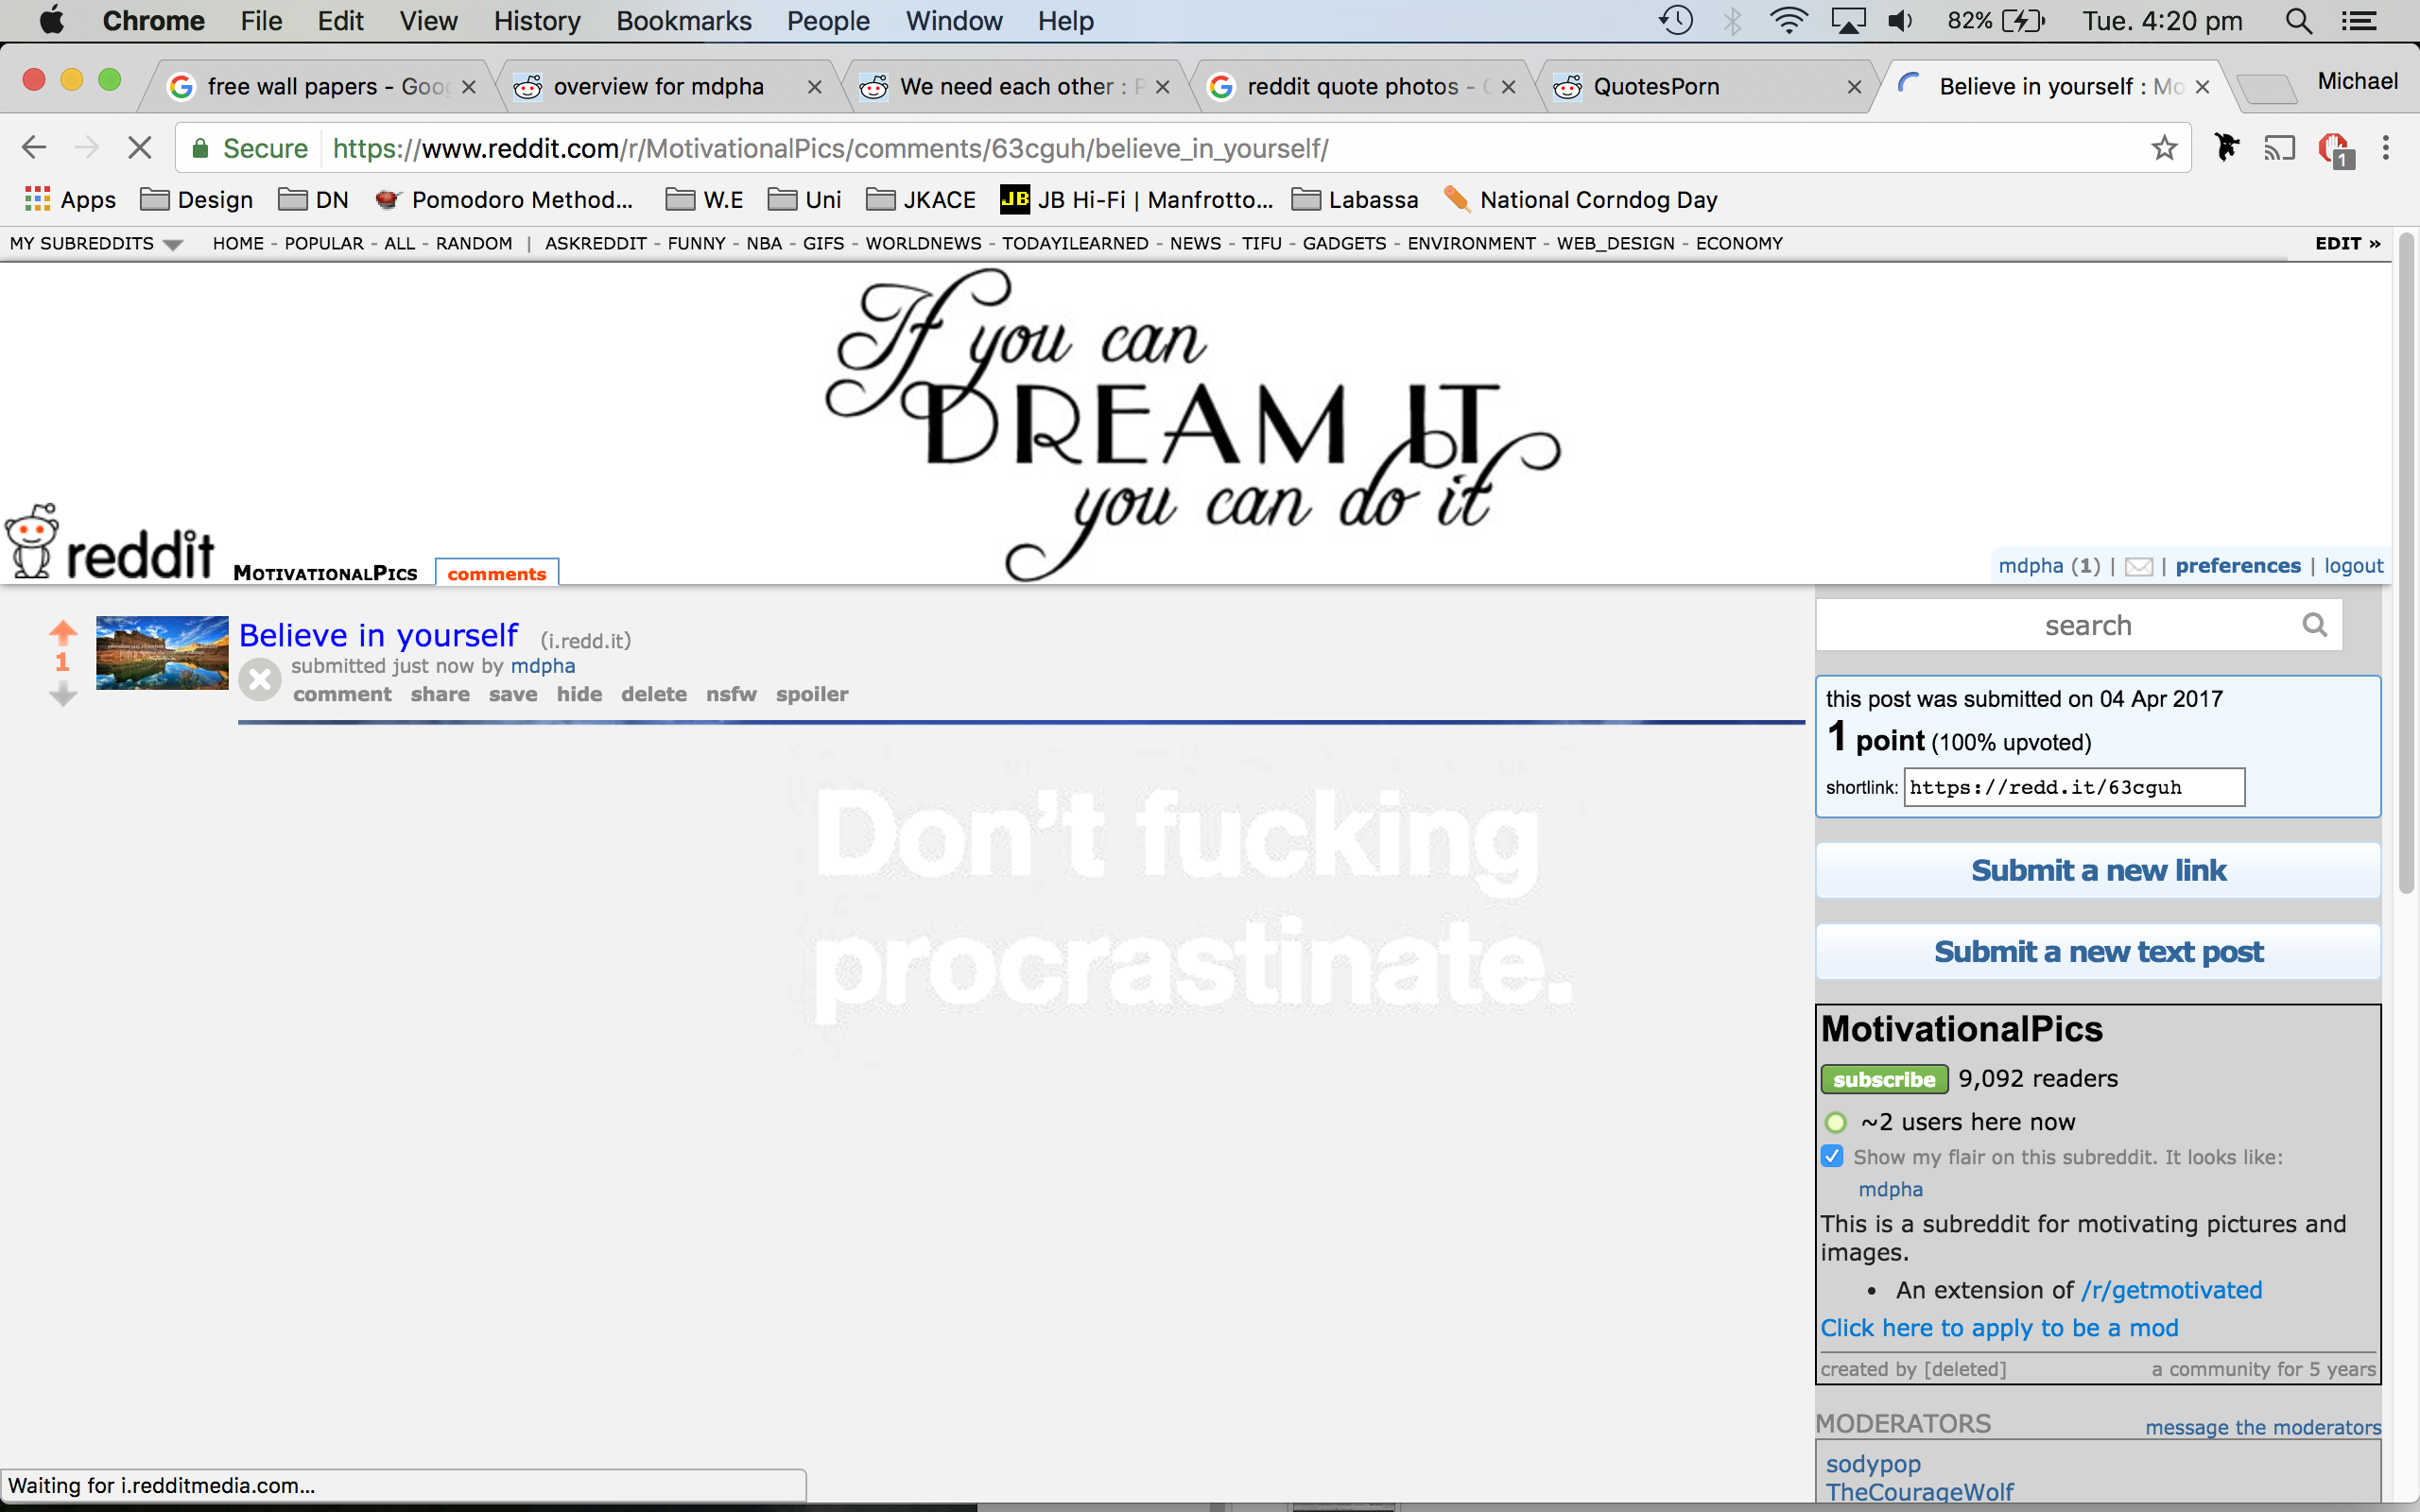 Chrome File Edit View History Bookmarks People Window Help 82% Tue. 4:20 pm
free wall papers - Goo overview for mdpha We need each other : P reddit quote photos - QuotesPorn Believe in yourself : Mo Michael
Secure https://www.reddit.com/r/MotivationalPics/comments/63cguh/believe_in_yourself/ 1
Apps Design DN Pomodoro Method... W.E Uni JKACE JB JB Hi-Fi | Manfrotto... Labassa National Corndog Day
MY SUBREDDITS HOME - POPULAR - ALL - RANDOM | ASKREDDIT - FUNNY - NBA - GIFS - WORLDNEWS - TODAYILEARNED - NEWS - TIFU - GADGETS - ENVIRONMENT - WEB_DESIGN - ECONOMY EDIT »
If you can
DREAM IT
you can do it
reddit MOTIVATIONALPICS comments
mdpha (1) | | preferences | logout
1
Believe in yourself (i.redd.it)
submitted just now by mdpha
comment share save hide delete nsfw spoiler
Don't fucking
procrastinate.
search
this post was submitted on 04 Apr 2017
1 point (100% upvoted)
shortlink: https://redd.it/63cguh
Submit a new link
Submit a new text post
MotivationalPics
subscribe 9,092 readers
~2 users here now
Show my flair on this subreddit. It looks like:
mdpha
This is a subreddit for motivating pictures and
images.
• An extension of /r/getmotivated
Click here to apply to be a mod
created by [deleted] a community for 5 years
MODERATORS message the moderators
sodypop
TheCourageWolf
Waiting for i.redditmedia.com...